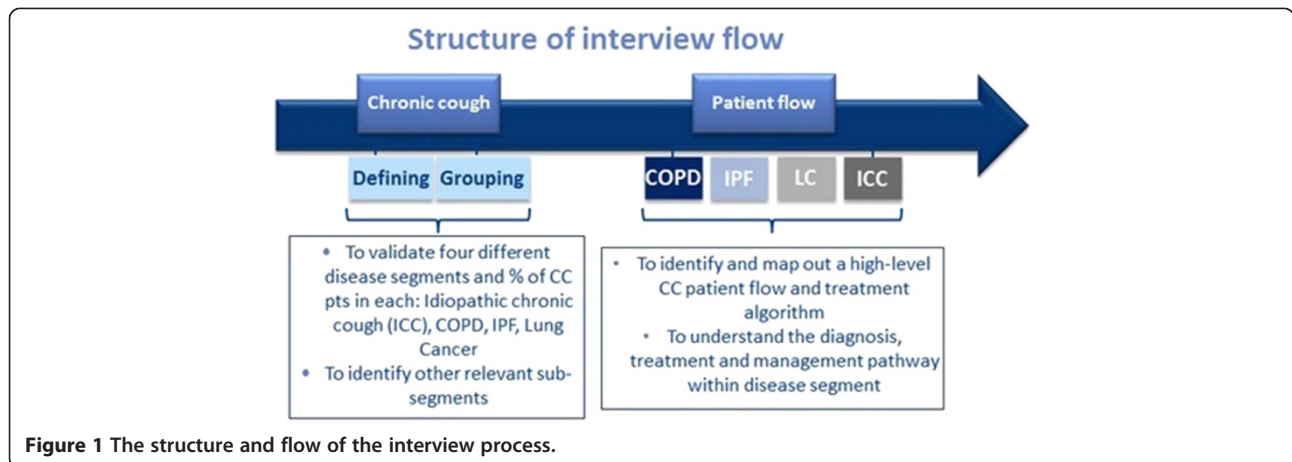 Structure of interview flow
Chronic cough
Patient flow
Defining
Grouping
COPD
IPF
LC
ICC
• To validate four different
disease segments and % of CC
pts in each: Idiopathic chronic
cough (ICC), COPD, IPF, Lung
Cancer
• To identify other relevant sub-
segments
• To identify and map out a high-level
CC patient flow and treatment
algorithm
• To understand the diagnosis,
treatment and management pathway
within disease segment
Figure 1 The structure and flow of the interview process.